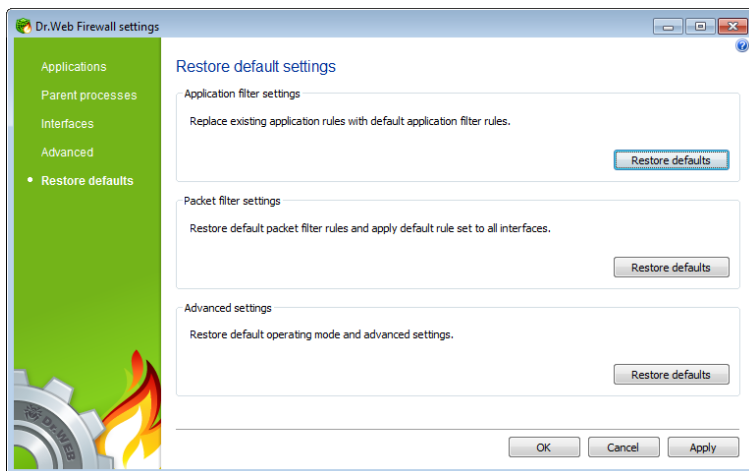 Dr.Web Firewall settings
Applications
Parent processes
Interfaces
Advanced
Restore defaults
Restore default settings
Application filter settings
Replace existing application rules with default application filter rules.
Restore defaults
Packet filter settings
Restore default packet filter rules and apply default rule set to all interfaces.
Restore defaults
Advanced settings
Restore default operating mode and advanced settings.
Restore defaults
Dr.WEB
OK Cancel Apply